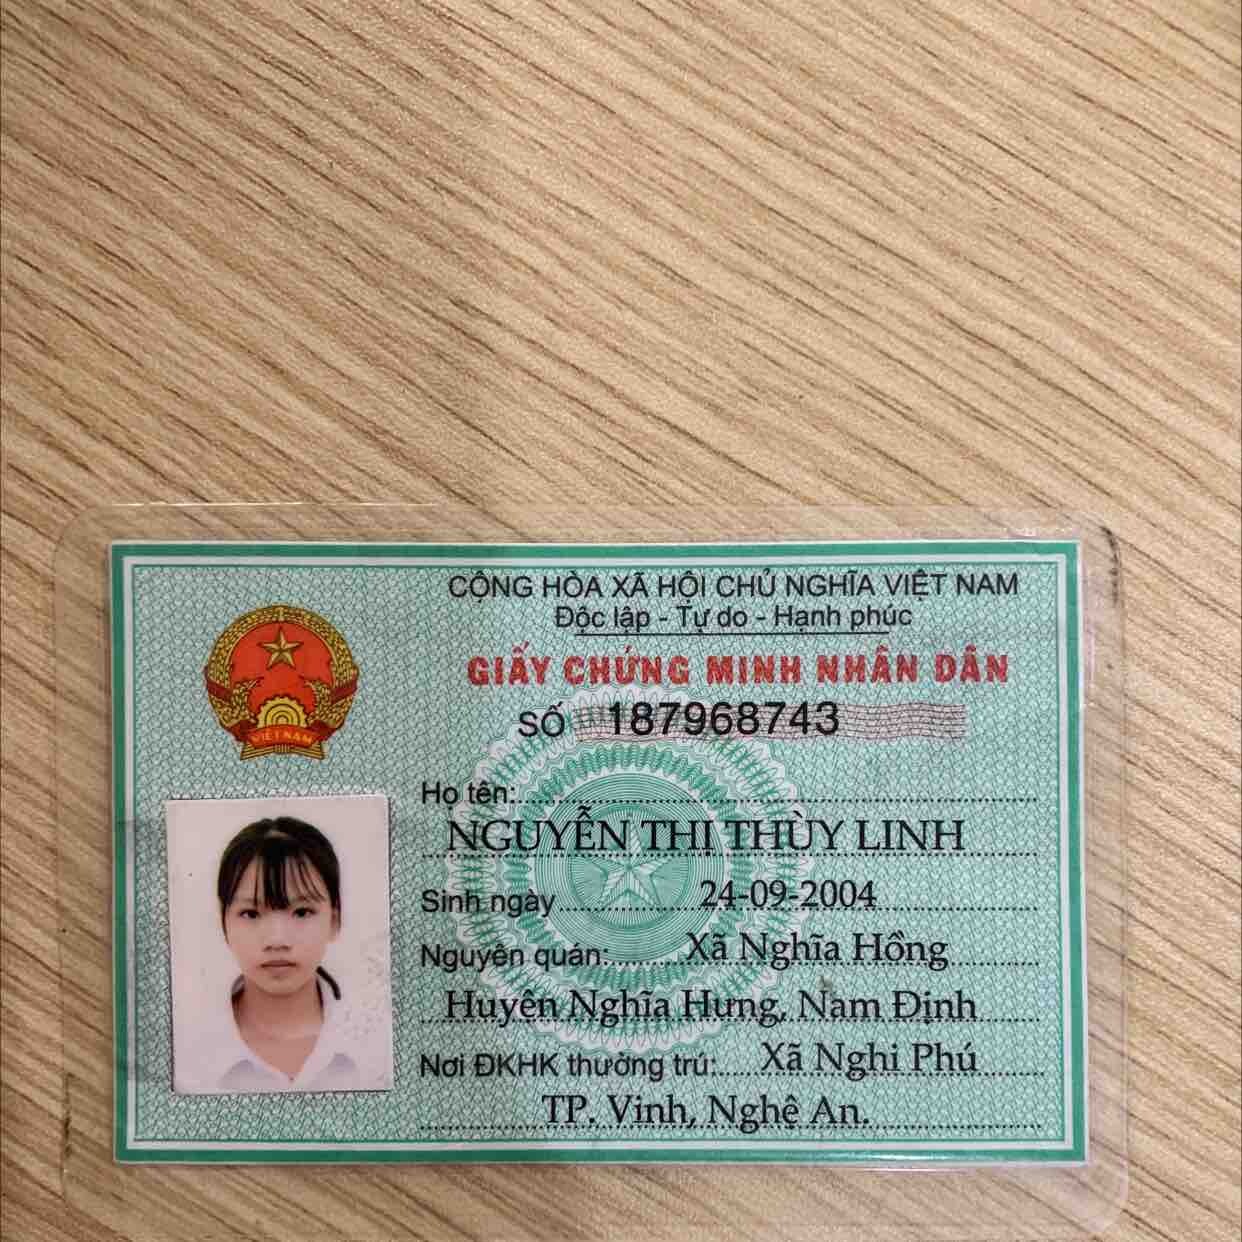 CỘNG HÒA XÃ HỘI CHỦ NGHĨA VIỆT NAM
Độc lập - Tự do - Hạnh phúc
GIẤY CHỨNG MINH NHÂN DÂN
SỐ 187968743
VIỆT NAM
Họ tên:
NGUYỄN THỊ THÙY LINH
Sinh ngày 24-09-2004
Nguyên quán: Xã Nghĩa Hồng
Huyện Nghĩa Hưng, Nam Định
Nơi ĐKHK thường trú: Xã Nghi Phú
TP. Vinh, Nghệ An.